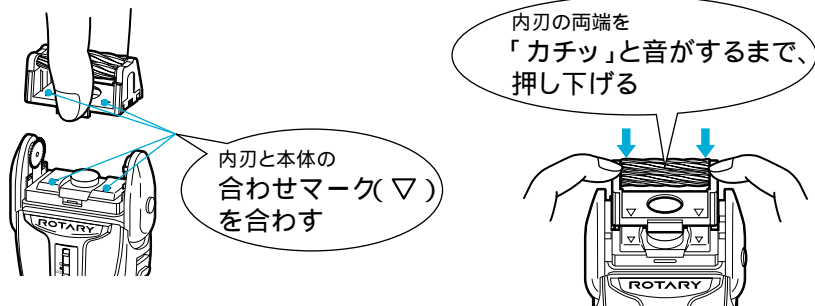 内刃と本体の
合わせマーク(▽)
を合わす
ROTARY
内刃の両端を
「カチッ」と音がするまで、
押し下げる
ROTARY